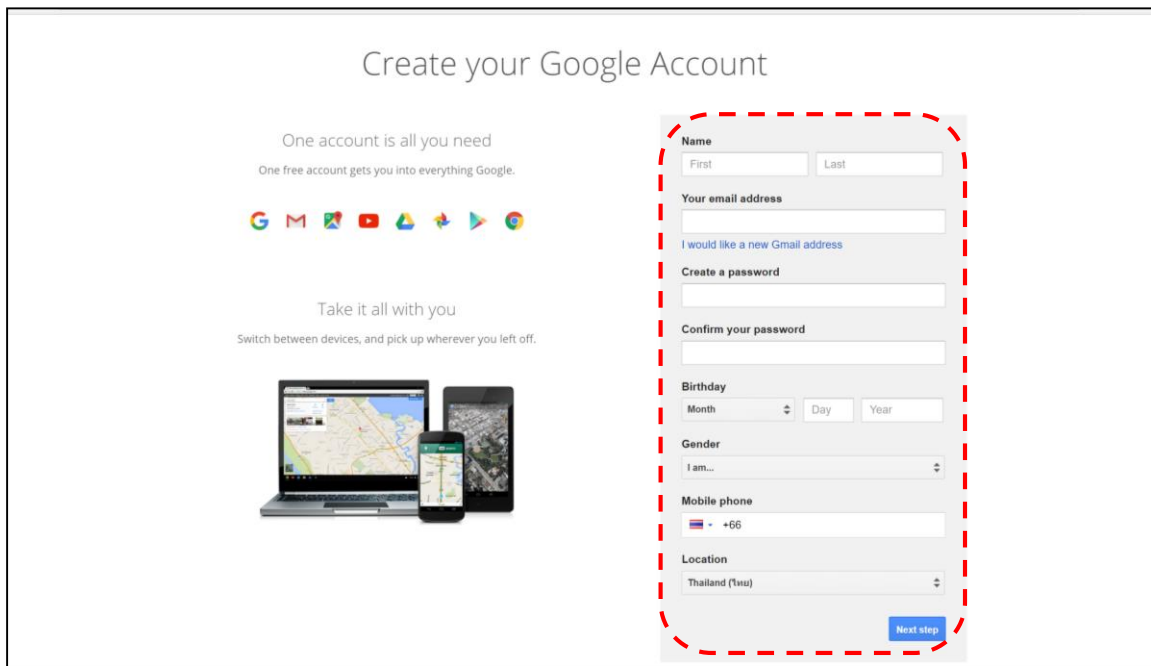 Create your Google Account
One account is all you need
One free account gets you into everything Google.
Take it all with you
Switch between devices, and pick up wherever you left off.
Name
First Last
Your email address
I would like a new Gmail address
Create a password
Confirm your password
Birthday
Month Day Year
Gender
I am...
Mobile phone
+66
Location
Thailand (ไทย)
Next step